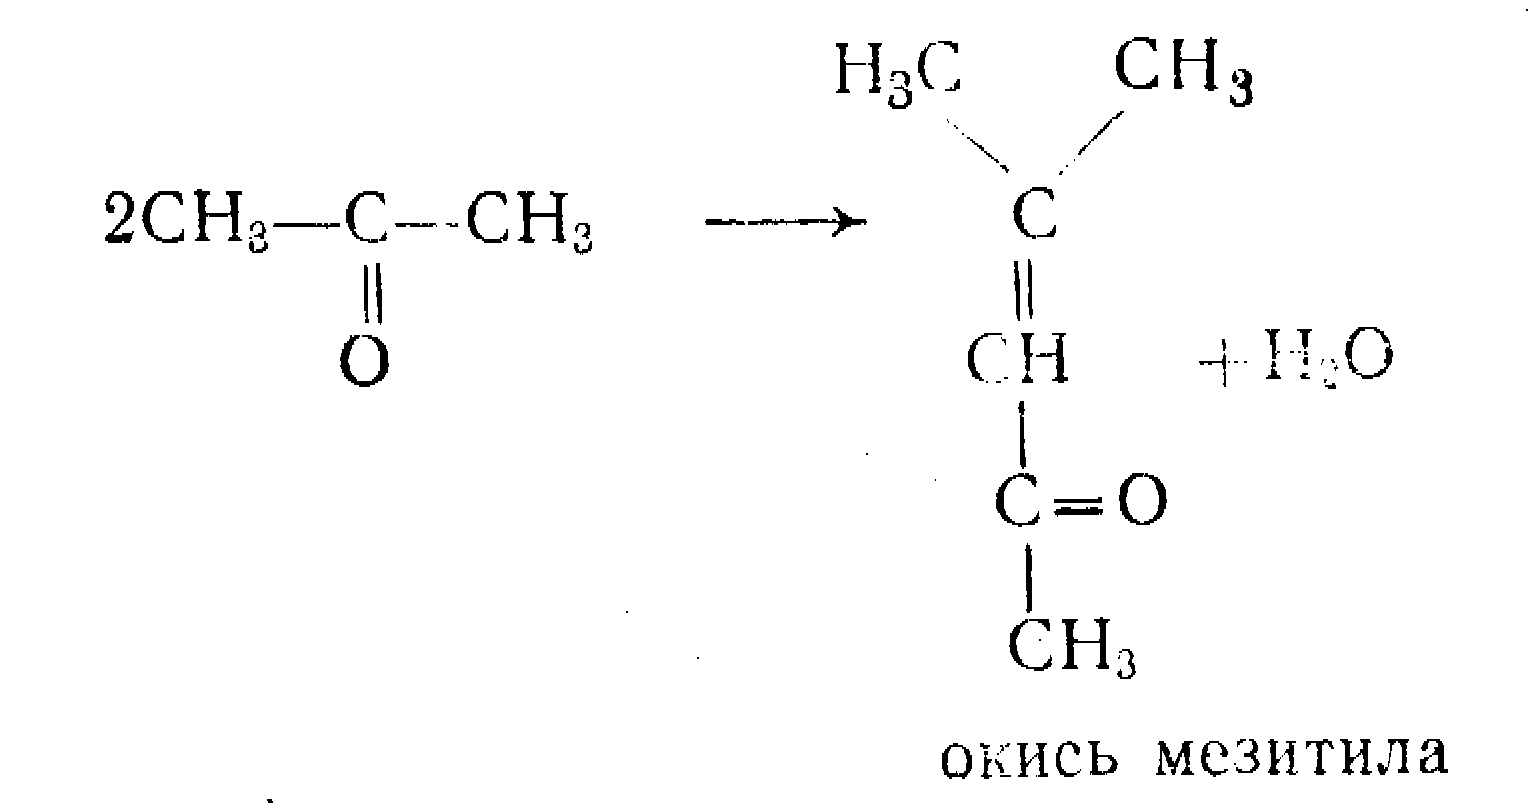 H₃C CH₃
2CH₃—C—CH₃ → C
O CH + H₂O
C=O
CH₃
окись мезитила